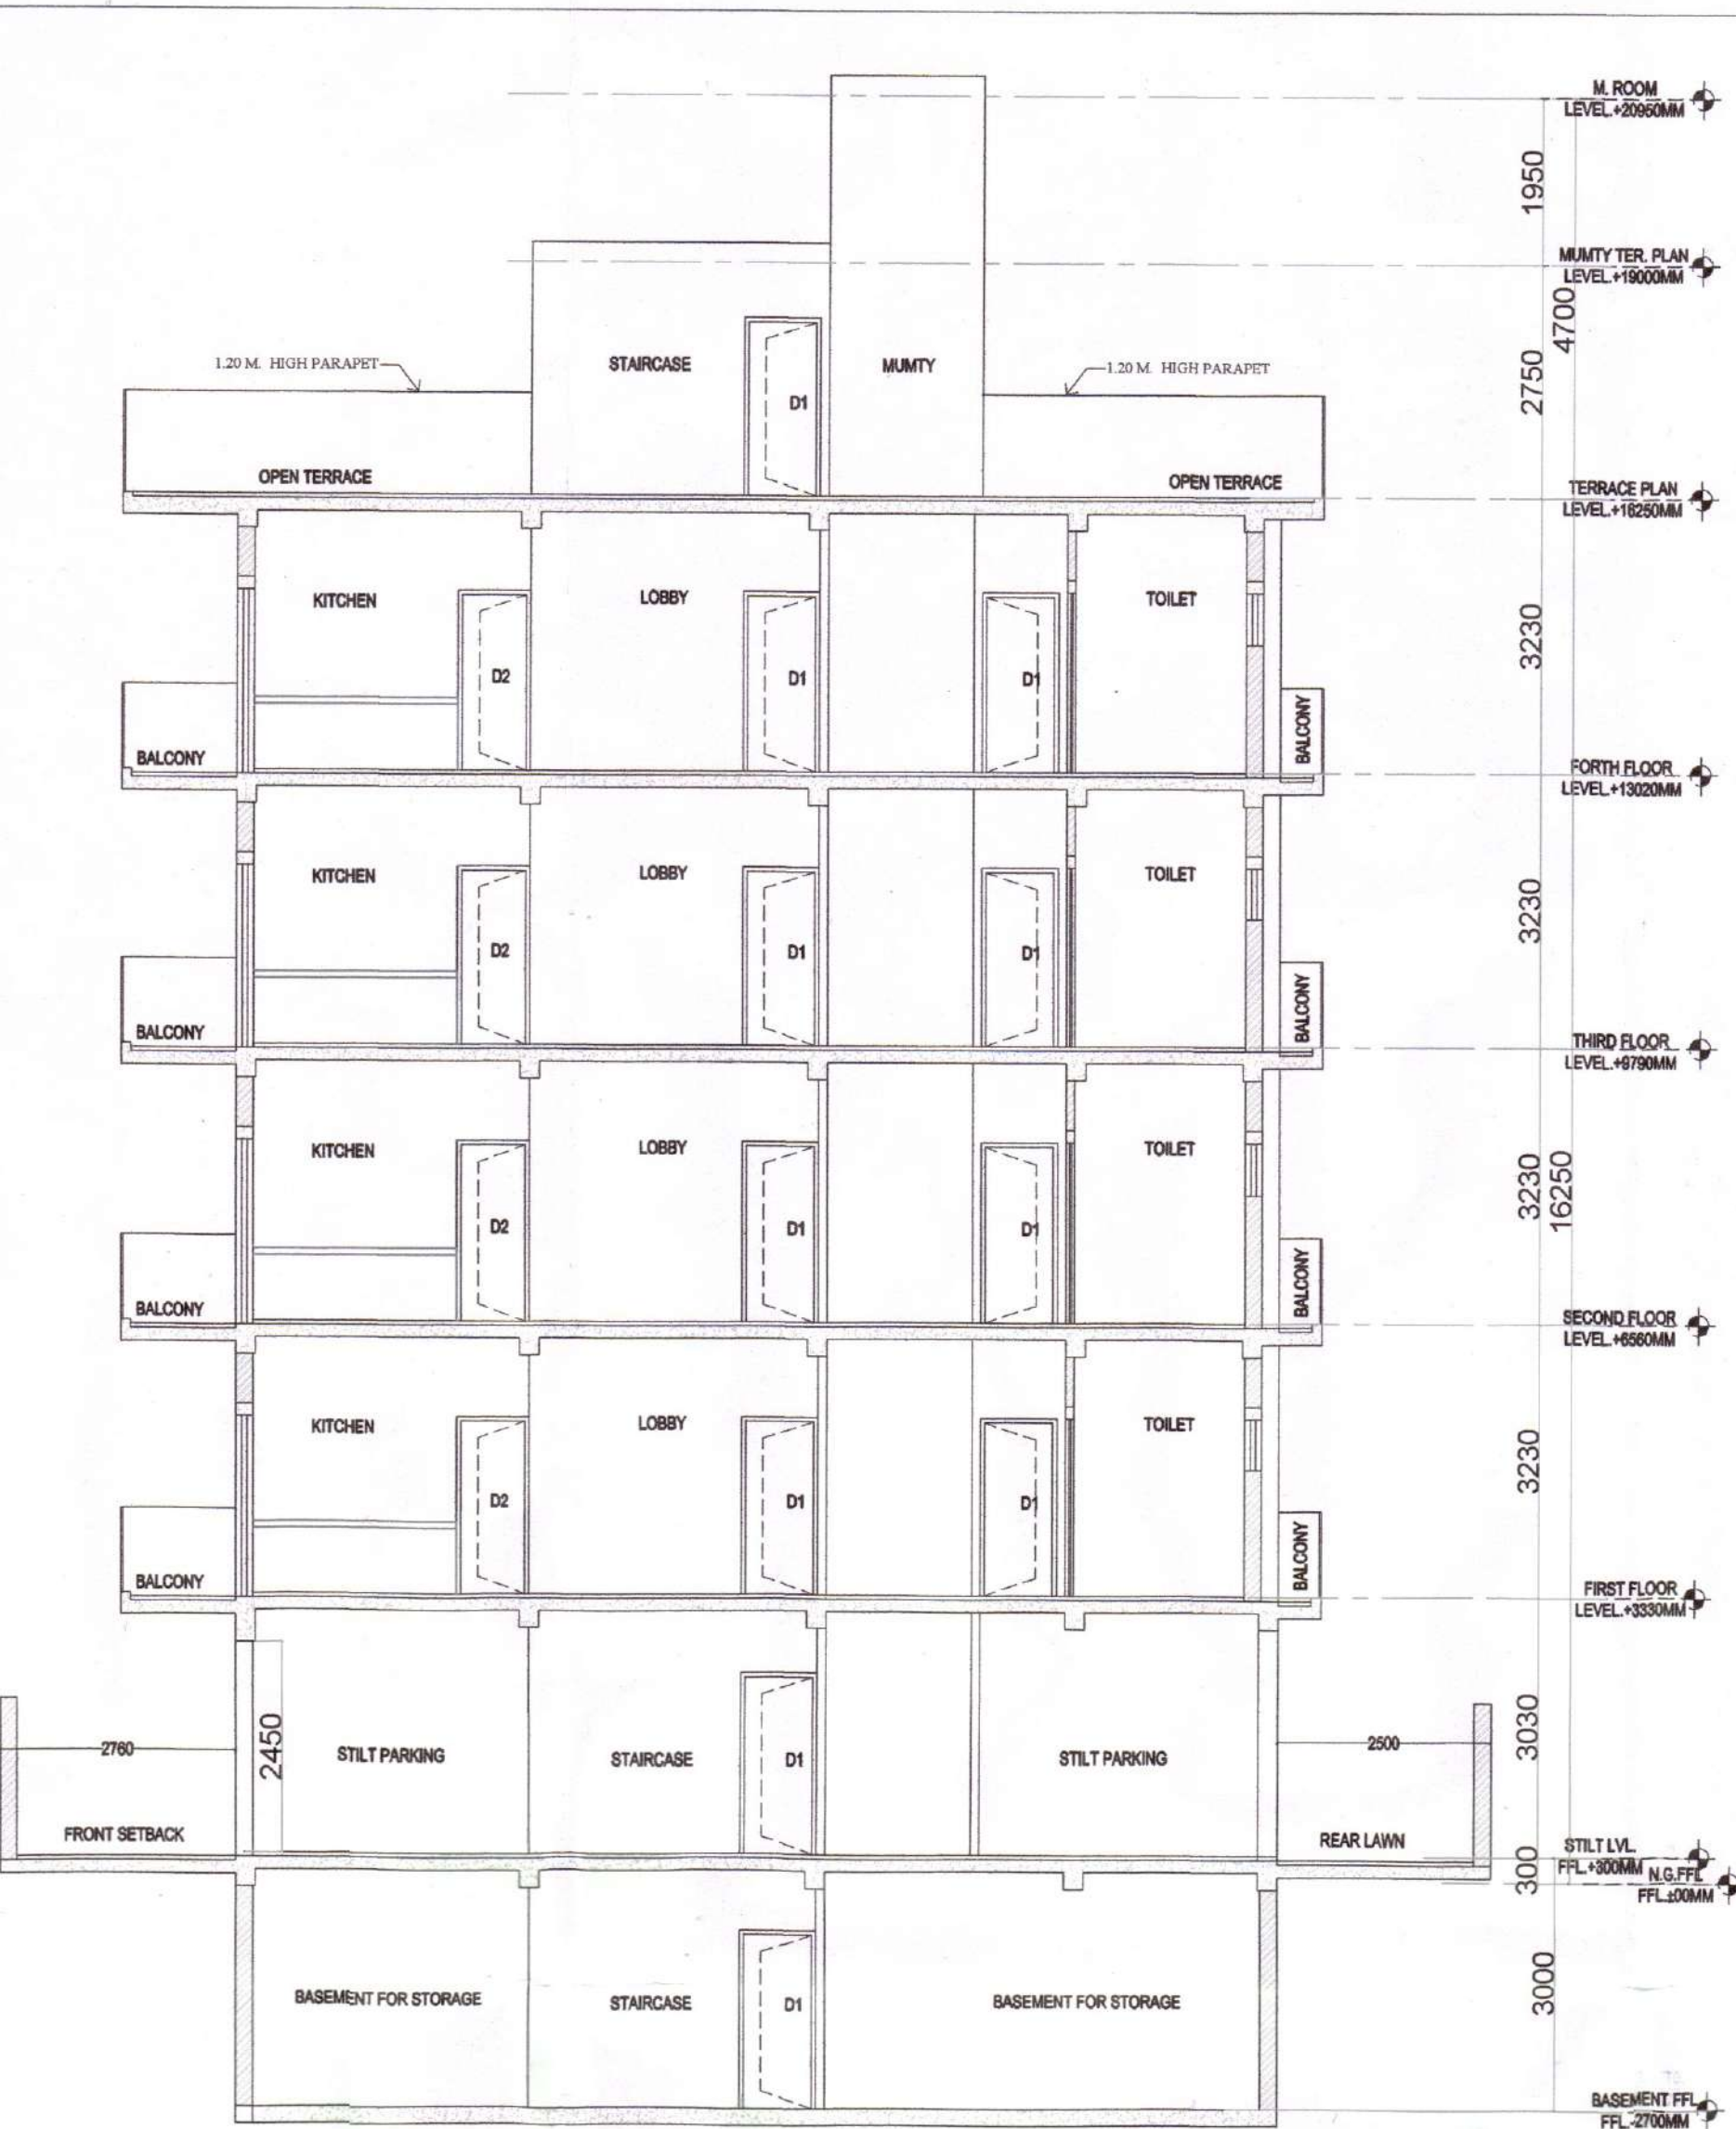 M. ROOM
LEVEL.+20950MM
1950
MUMTY TER. PLAN
LEVEL.+19000MM
4700
2750
1.20 M. HIGH PARAPET
STAIRCASE
D1
MUMTY
1.20 M. HIGH PARAPET
OPEN TERRACE
OPEN TERRACE
TERRACE PLAN
LEVEL.+16250MM
KITCHEN
LOBBY
TOILET
3230
D2
D1
D1
BALCONY
BALCONY
FORTH FLOOR
LEVEL.+13020MM
KITCHEN
LOBBY
TOILET
3230
D2
D1
D1
BALCONY
BALCONY
THIRD FLOOR
LEVEL.+9790MM
KITCHEN
LOBBY
TOILET
3230
16250
D2
D1
D1
BALCONY
BALCONY
SECOND FLOOR
LEVEL.+6560MM
KITCHEN
LOBBY
TOILET
3230
D2
D1
D1
BALCONY
BALCONY
FIRST FLOOR
LEVEL.+3330MM
2760
2450
STILT PARKING
STAIRCASE
D1
STILT PARKING
2500
3030
FRONT SETBACK
REAR LAWN
STILT LVL.
FFL.+300MM
300
N.G.FFL
FFL.±00MM
BASEMENT FOR STORAGE
STAIRCASE
D1
BASEMENT FOR STORAGE
3000
BASEMENT FFL
FFL.-2700MM